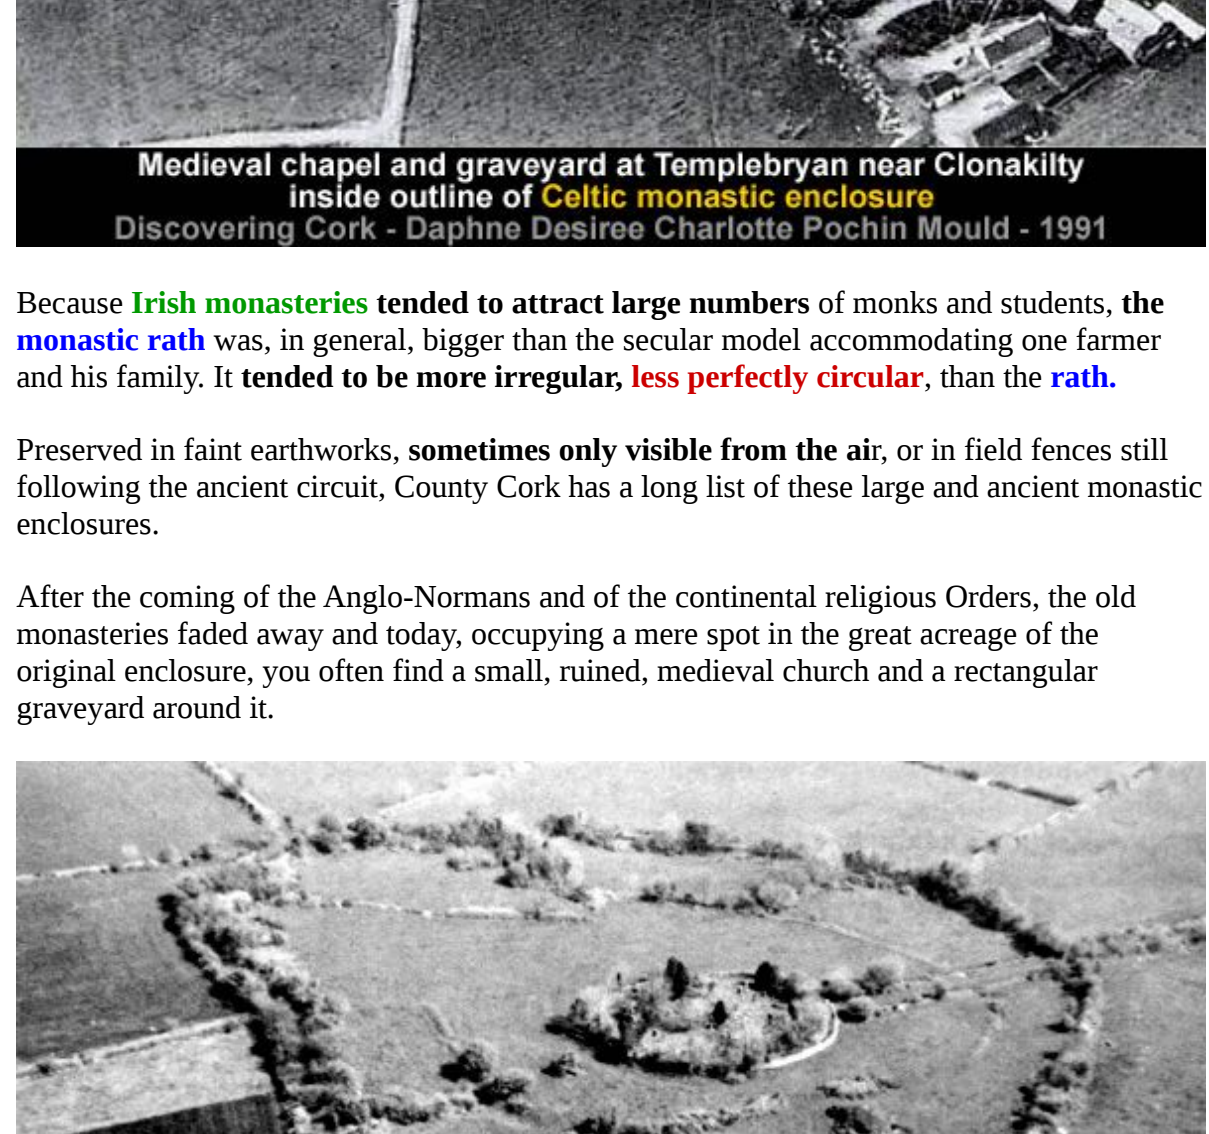 Medieval chapel and graveyard at Templebryan near Clonakilty
inside outline of Celtic monastic enclosure
Discovering Cork - Daphne Desiree Charlotte Pochin Mould - 1991
Because Irish monasteries tended to attract large numbers of monks and students, the
monastic rath was, in general, bigger than the secular model accommodating one farmer
and his family. It tended to be more irregular, less perfectly circular, than the rath.
Preserved in faint earthworks, sometimes only visible from the air, or in field fences still
following the ancient circuit, County Cork has a long list of these large and ancient monastic
enclosures.
After the coming of the Anglo-Normans and of the continental religious Orders, the old
monasteries faded away and today, occupying a mere spot in the great acreage of the
original enclosure, you often find a small, ruined, medieval church and a rectangular
graveyard around it.